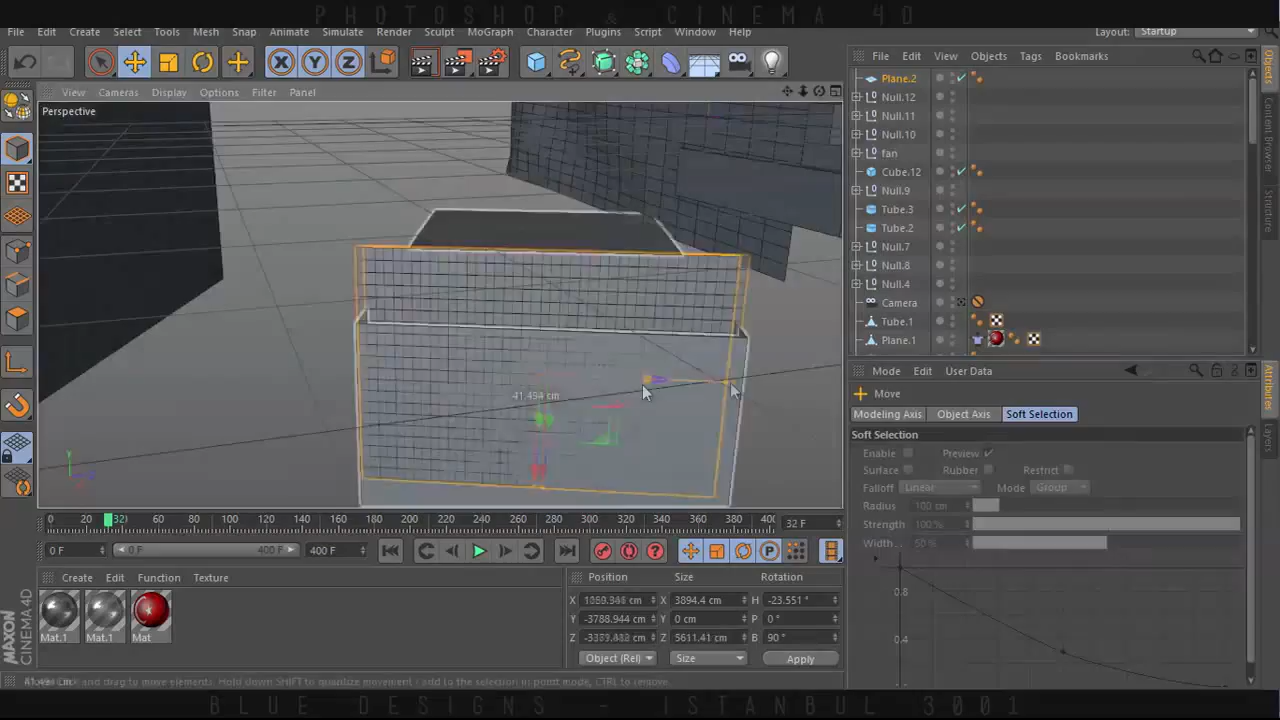 PHOTOSHOP & CINEMA 4D
File Edit Create Select Tools Mesh Snap Animate Simulate Render Sculpt MoGraph Character Plugins Script Window Help
Layout: Startup
X Y Z
File Edit View Objects Tags Bookmarks
View Cameras Display Options Filter Panel
Perspective
Plane.2
Null.12
Null.11
Null.10
fan
Cube.12
Null.9
Tube.3
Tube.2
Null.7
Null.8
Null.4
Camera
Tube.1
Plane.1
Objects
Content Browser
Structure
Attributes
Layers
41.494 cm
Y
Mode Edit User Data
Move
Modeling Axis Object Axis Soft Selection
Soft Selection
Enable Preview
Surface Rubber Restrict
Falloff Linear Mode Group
Radius 100 cm
Strength 100 %
Width . . 50 %
0.8
0.4
0 20 32 60 80 100 120 140 160 180 200 220 240 260 280 300 320 340 360 380 400
32 F
0 F 0 F 400 F 400 F
P
Create Edit Function Texture
Mat.1 Mat.1 Mat
Position Size Rotation
X X 3894.4 cm H -23.551 °
Y -3788.944 cm Y 0 cm P 0 °
Z Z 5611.41 cm B 90 °
Object (Rel) Size Apply
and drag to move elements. Hold down SHIFT to quantize movement / add to the selection in point mode, CTRL to remove.
MAXON
CINEMA 4D
BLUE DESIGNS - ISTANBUL 3001